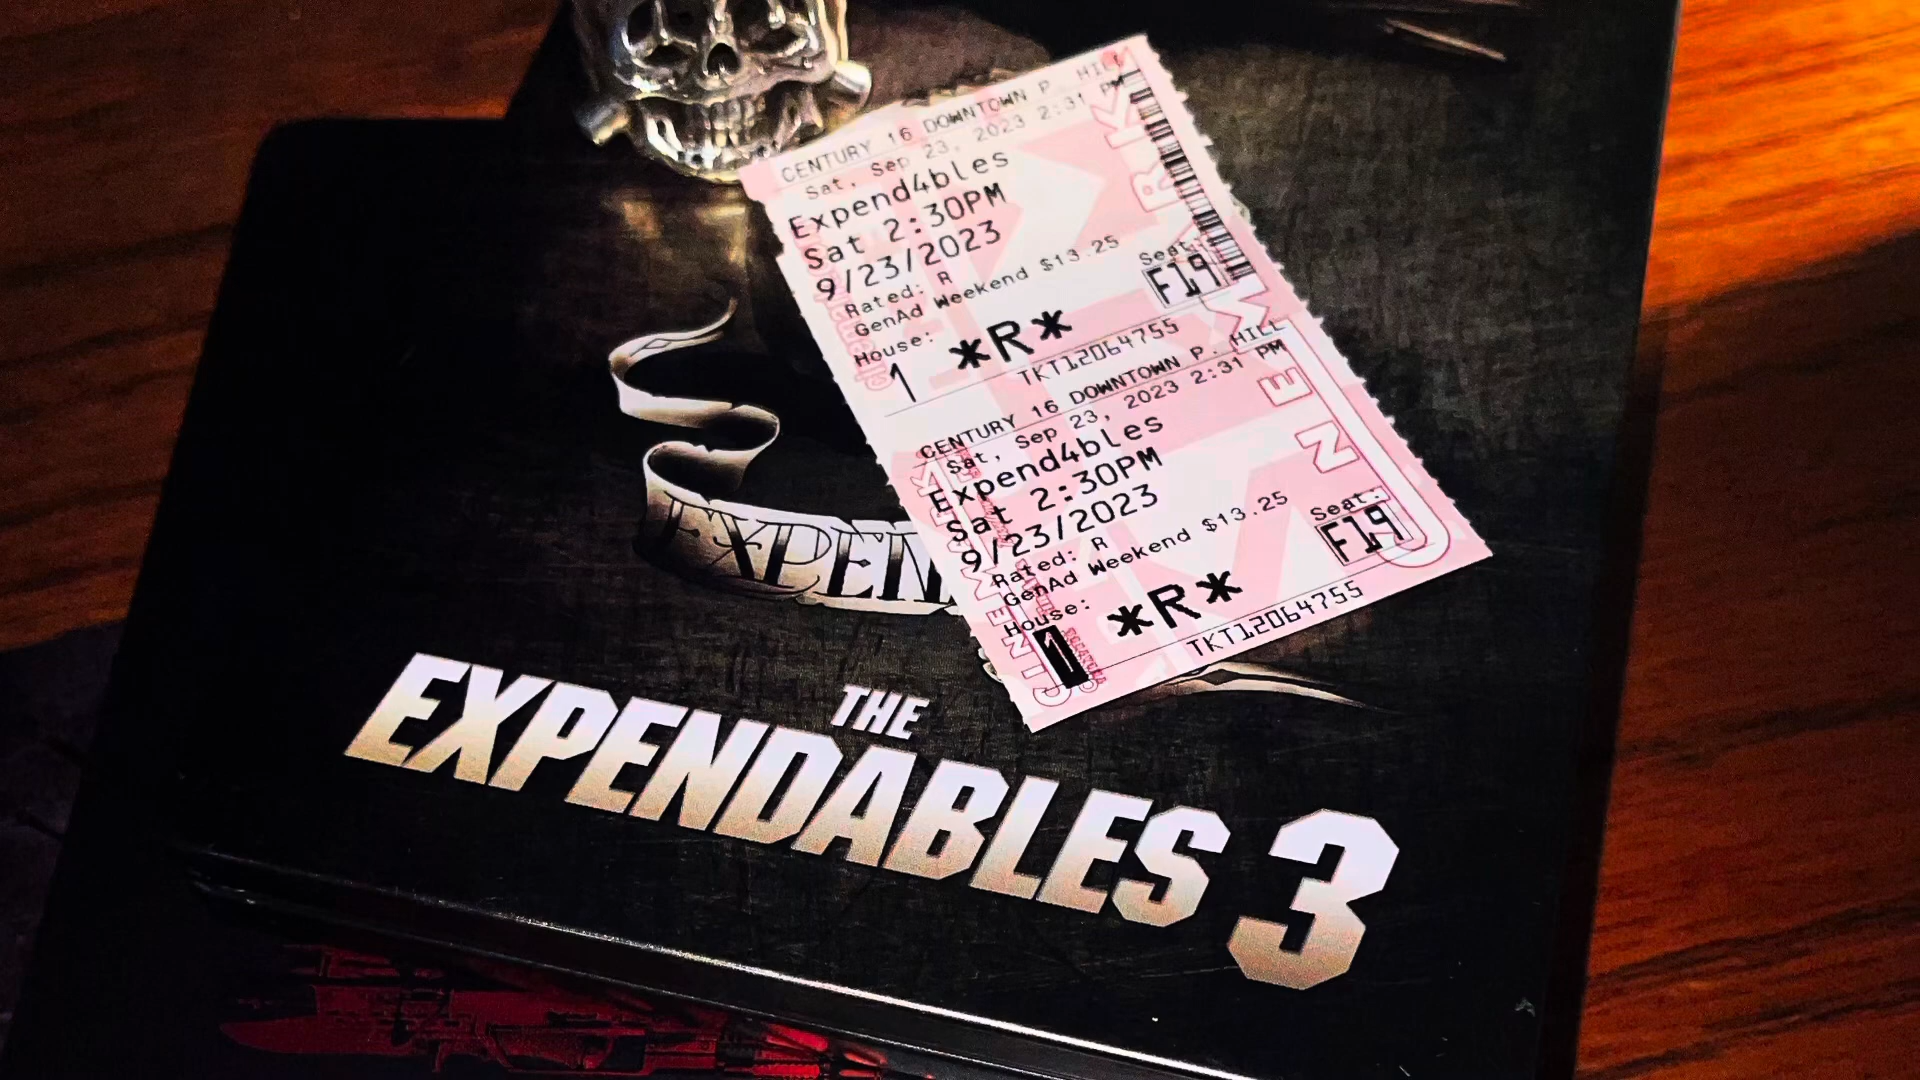 CENTURY 16 DOWNTOWN P. HILL
Sat, Sep 23, 2023 2:31 PM
Expend4bles
Sat 2:30PM
9/23/2023
Rated: R
GenAd Weekend $13.25
Seat:
F19
House:
1
*R*
TKT12064755
CENTURY 16 DOWNTOWN P. HILL
Sat, Sep 23, 2023 2:31 PM
Expend4bles
Sat 2:30PM
9/23/2023
Rated: R
GenAd Weekend $13.25
Seat:
F19
House:
1
*R*
TKT12064755
CINEMARK
EXPEN
THE
EXPENDABLES 3